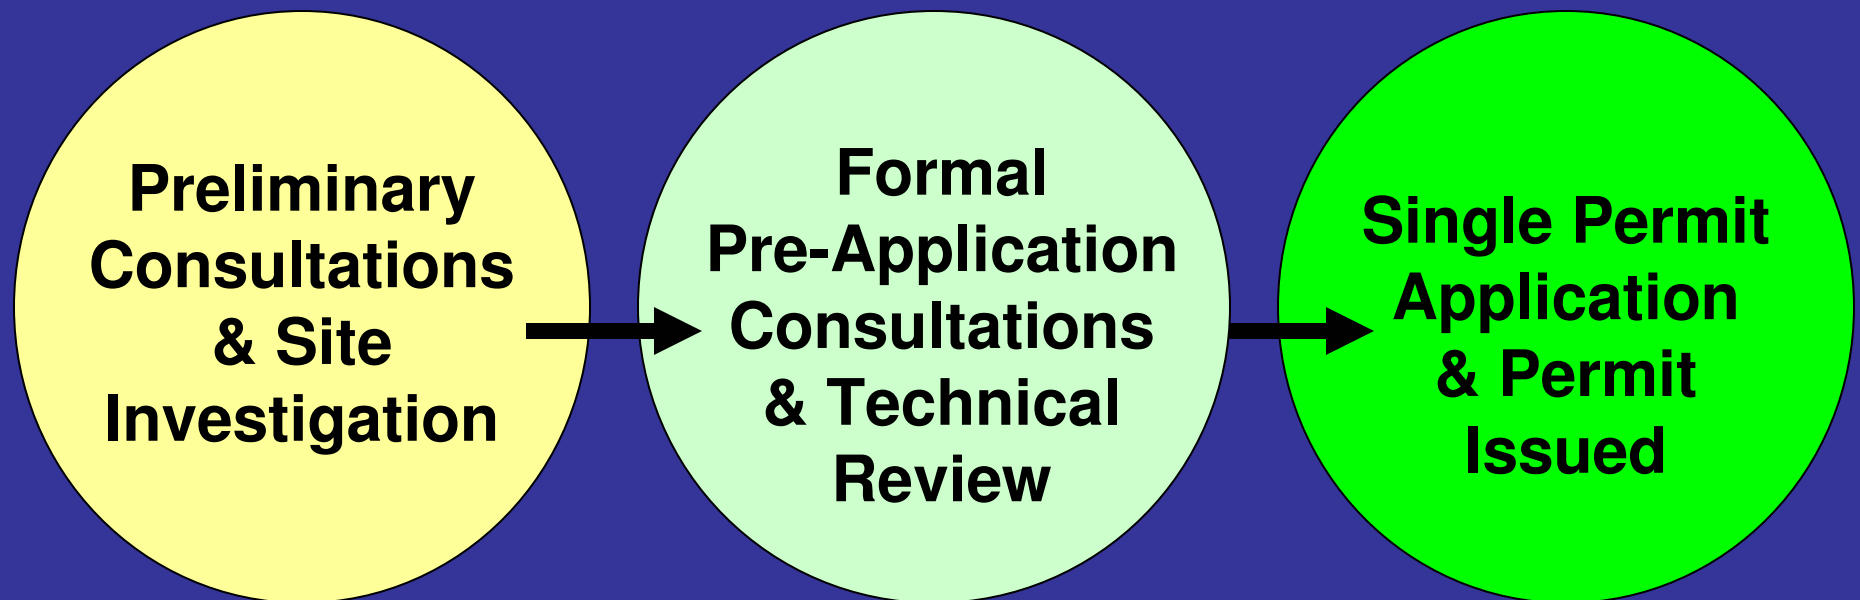 Preliminary
Consultations
& Site
Investigation
Formal
Pre-Application
Consultations
& Technical
Review
Single Permit
Application
& Permit
Issued